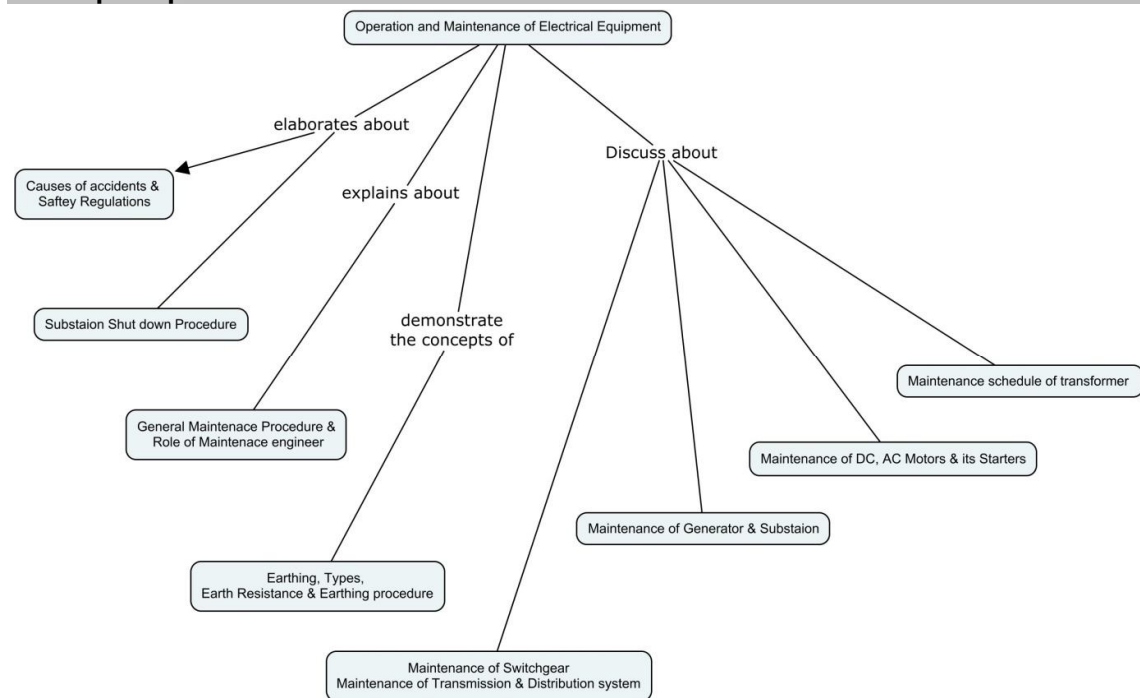 Operation and Maintenance of Electrical Equipment
elaborates about
Discuss about
Causes of accidents &
Saftey Regulations
explains about
Substaion Shut down Procedure
demonstrate
the concepts of
Maintenance schedule of transformer
General Maintenace Procedure &
Role of Maintenace engineer
Maintenance of DC, AC Motors & its Starters
Maintenance of Generator & Substaion
Earthing, Types,
Earth Resistance & Earthing procedure
Maintenance of Switchgear
Maintenance of Transmission & Distribution system